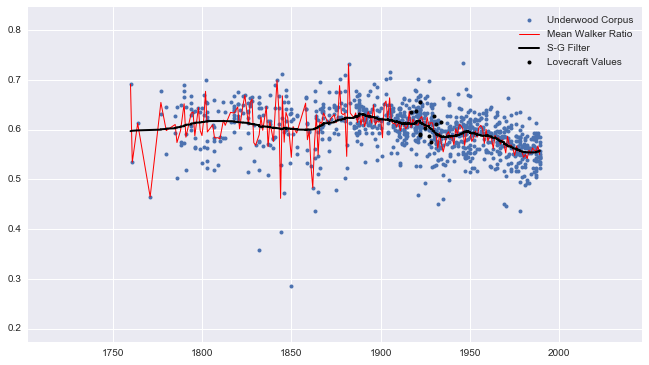 Underwood Corpus
Mean Walker Ratio
S-G Filter
Lovecraft Values
0.8
0.7
0.6
0.5
0.4
0.3
0.2
1750 1800 1850 1900 1950 2000